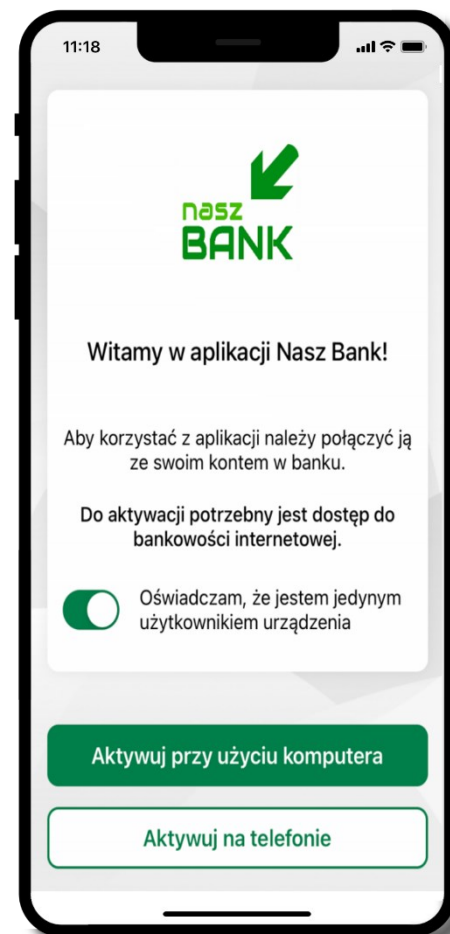 11:18
nasz
BANK
Witamy w aplikacji Nasz Bank!
Aby korzystać z aplikacji należy połączyć ją
ze swoim kontem w banku.
Do aktywacji potrzebny jest dostęp do
bankowości internetowej.
Oświadczam, że jestem jedynym
użytkownikiem urządzenia
Aktywuj przy użyciu komputera
Aktywuj na telefonie